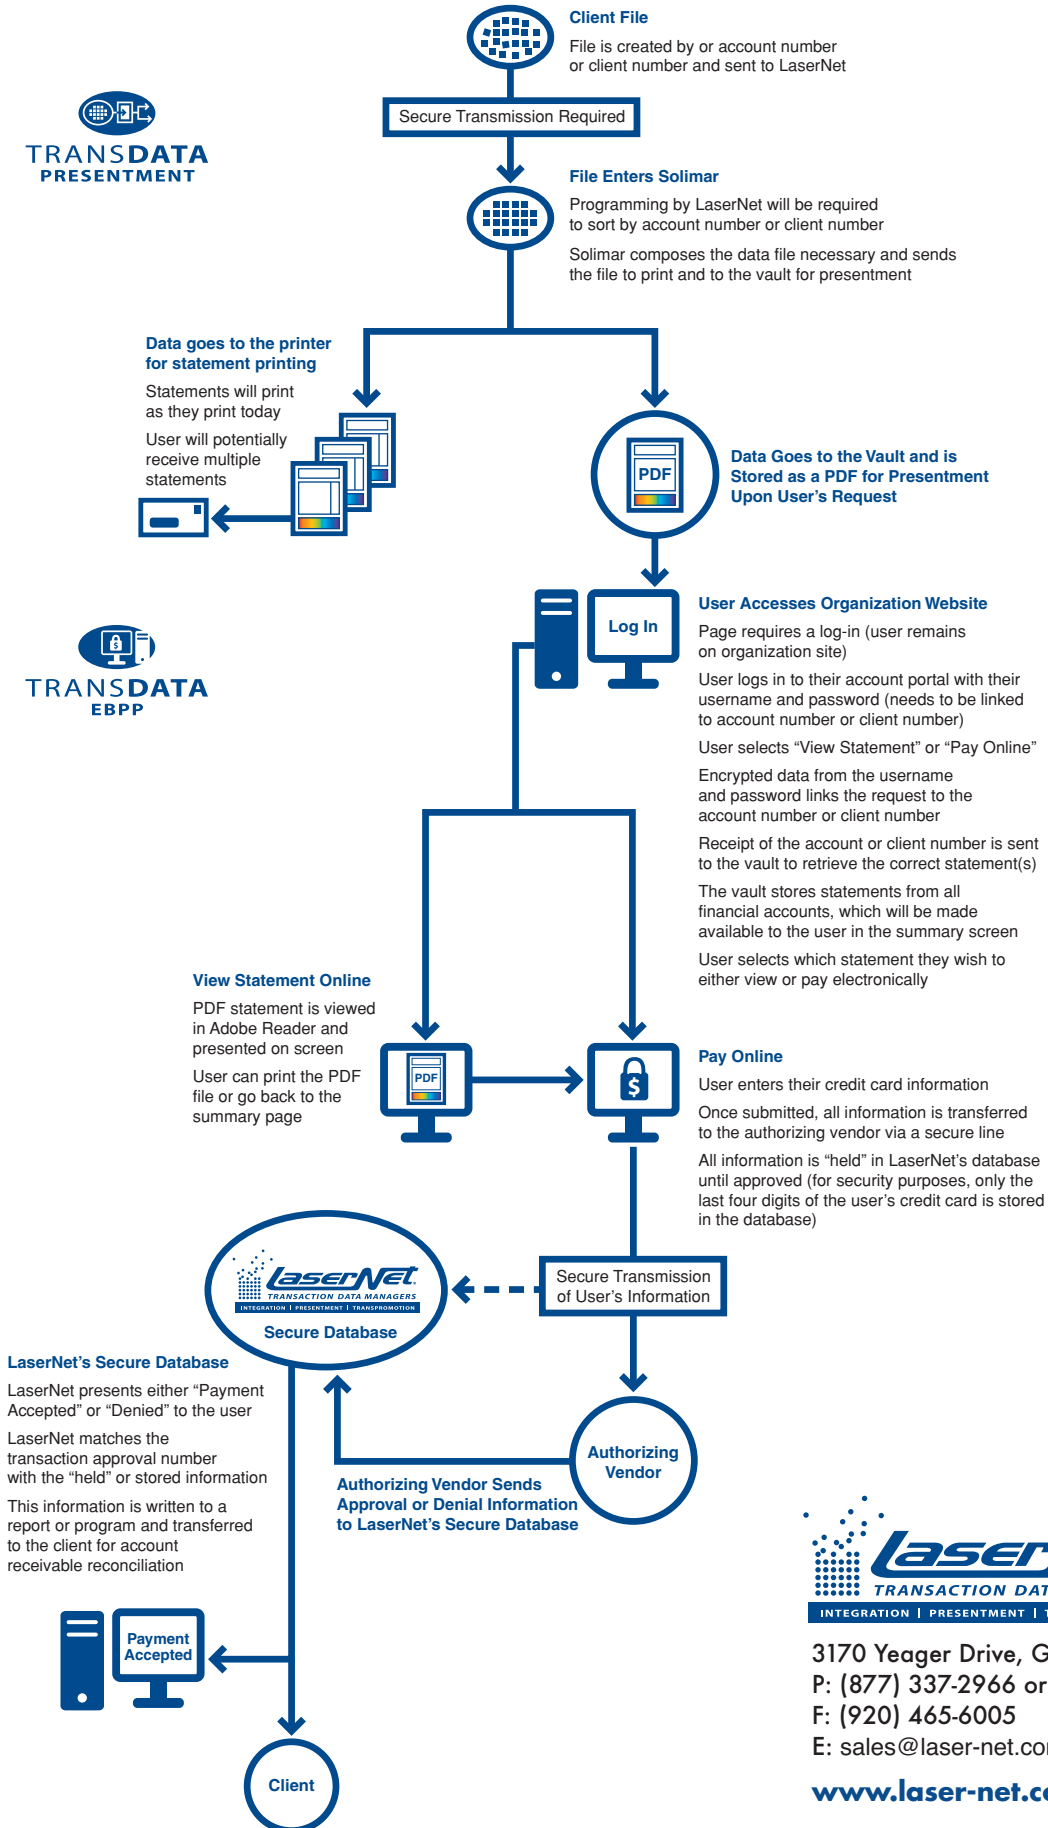 Client File
File is created by or account number
or client number and sent to LaserNet
Secure Transmission Required
TRANSDATA
PRESENTMENT
File Enters Solimar
Programming by LaserNet will be required
to sort by account number or client number
Solimar composes the data file necessary and sends
the file to print and to the vault for presentment
Data goes to the printer
for statement printing
Statements will print
as they print today
User will potentially
receive multiple
statements
PDF
Data Goes to the Vault and is
Stored as a PDF for Presentment
Upon User's Request
Log In
TRANSDATA
EBPP
User Accesses Organization Website
Page requires a log-in (user remains
on organization site)
User logs in to their account portal with their
username and password (needs to be linked
to account number or client number)
User selects “View Statement” or “Pay Online”
Encrypted data from the username
and password links the request to the
account number or client number
Receipt of the account or client number is sent
to the vault to retrieve the correct statement(s)
The vault stores statements from all
financial accounts, which will be made
available to the user in the summary screen
User selects which statement they wish to
either view or pay electronically
View Statement Online
PDF statement is viewed
in Adobe Reader and
presented on screen
User can print the PDF
file or go back to the
summary page
PDF
$
Pay Online
User enters their credit card information
Once submitted, all information is transferred
to the authorizing vendor via a secure line
All information is “held” in LaserNet's database
until approved (for security purposes, only the
last four digits of the user's credit card is stored
in the database)
Secure Transmission
of User's Information
LaserNet
TRANSACTION DATA MANAGERS
INTEGRATION | PRESENTMENT | TRANSPROMOTION
Secure Database
LaserNet's Secure Database
LaserNet presents either “Payment
Accepted” or “Denied” to the user
LaserNet matches the
transaction approval number
with the “held” or stored information
This information is written to a
report or program and transferred
to the client for account
receivable reconciliation
Authorizing
Vendor
Authorizing Vendor Sends
Approval or Denial Information
to LaserNet's Secure Database
Payment
Accepted
Client
Laser
TRANSACTION DAT
INTEGRATION | PRESENTMENT | T
3170 Yeager Drive, G
P: (877) 337-2966 or
F: (920) 465-6005
E: sales@laser-net.co
www.laser-net.c